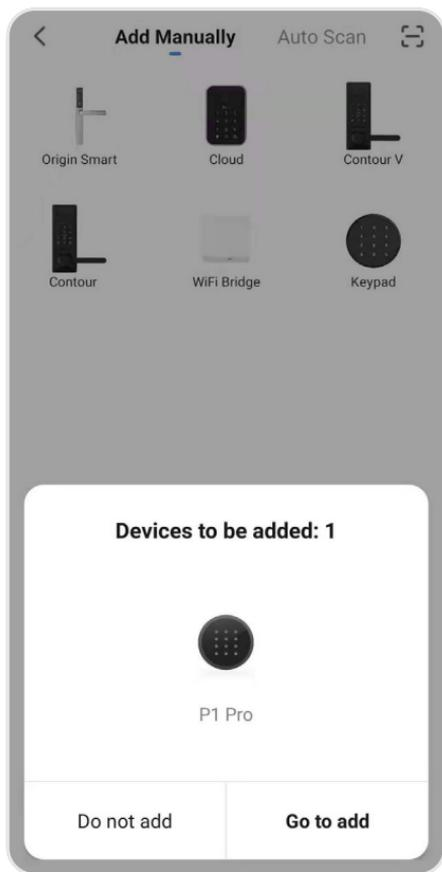 Add Manually Auto Scan
Origin Smart Cloud Contour V
Contour WiFi Bridge Keypad
Devices to be added: 1
P1 Pro
Do not add Go to add